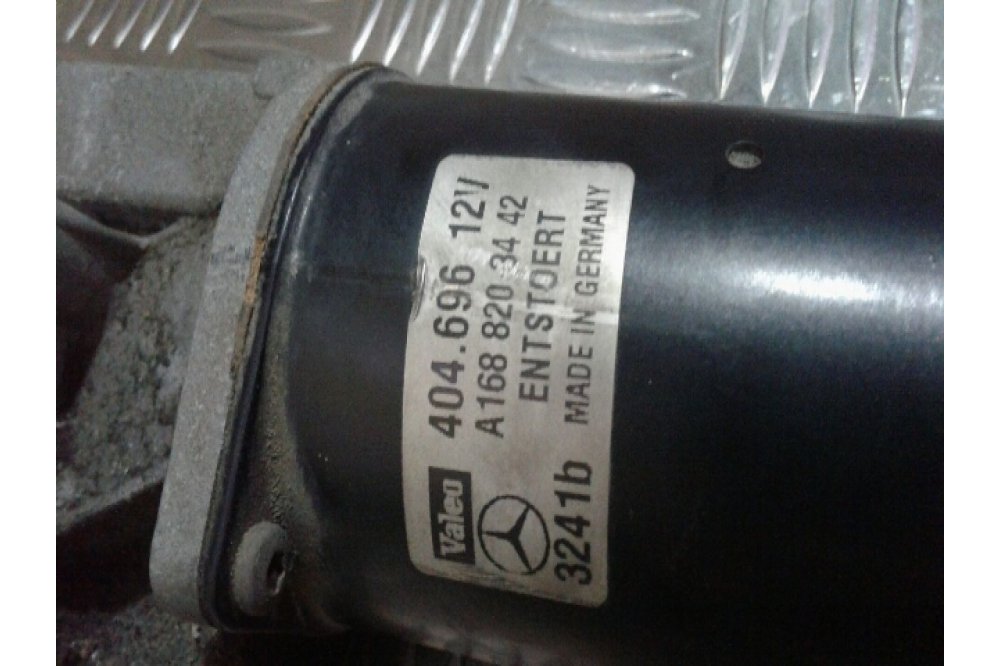 Valeo 404.696 12V
A168 820 34 42
ENTSTOERT
3241b MADE IN GERMANY